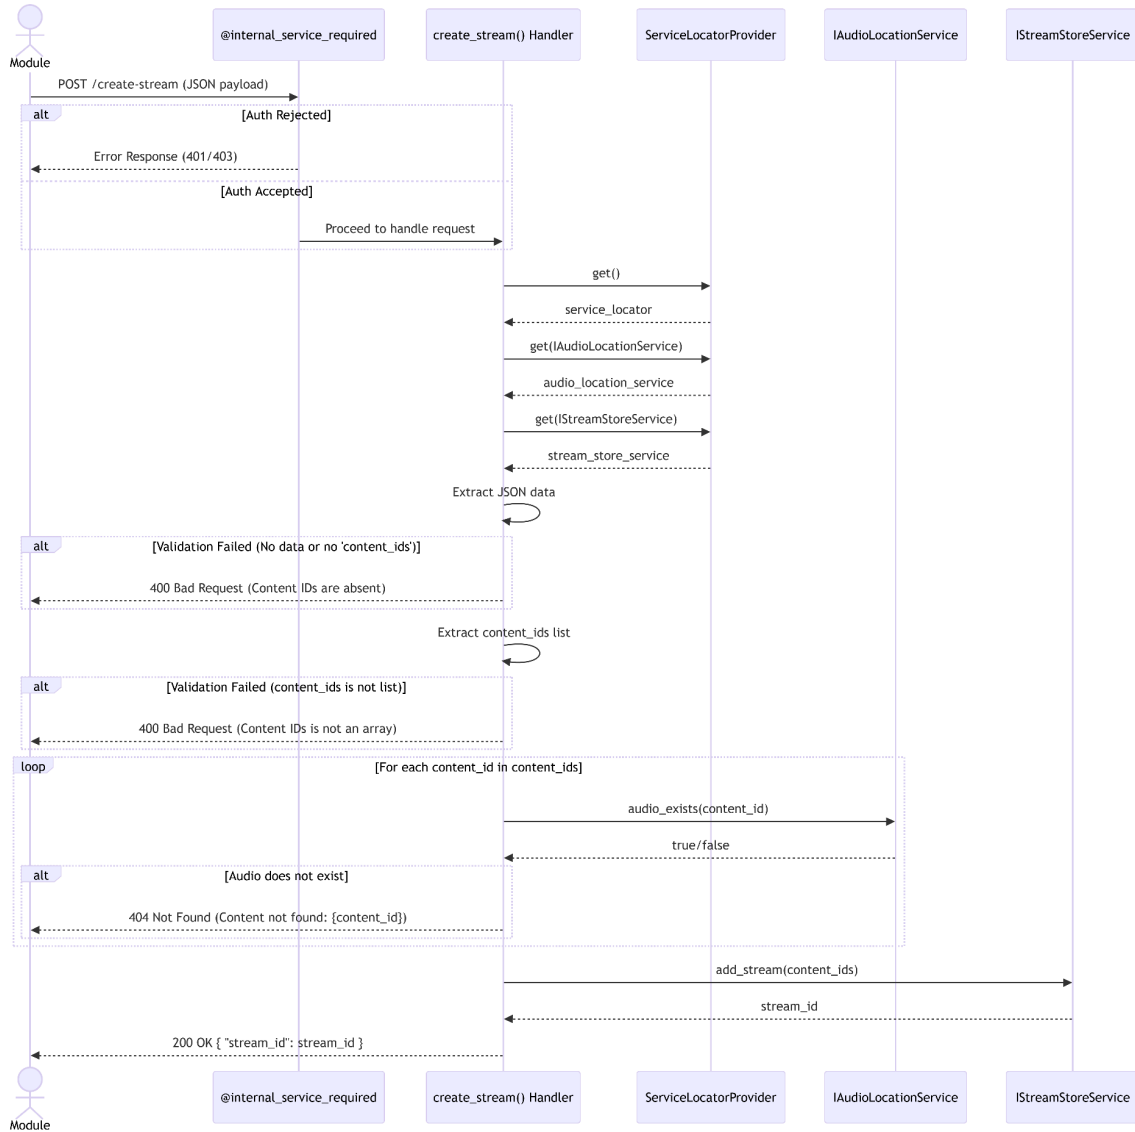 Module
@internal_service_required
create_stream() Handler
ServiceLocatorProvider
IAudioLocationService
IStreamStoreService
POST /create-stream (JSON payload)
alt
[Auth Rejected]
Error Response (401/403)
[Auth Accepted]
Proceed to handle request
get()
service_locator
get(IAudioLocationService)
audio_location_service
get(IStreamStoreService)
stream_store_service
Extract JSON data
alt
[Validation Failed (No data or no 'content_ids')]
400 Bad Request (Content IDs are absent)
Extract content_ids list
alt
[Validation Failed (content_ids is not list)]
400 Bad Request (Content IDs is not an array)
loop
[For each content_id in content_ids]
audio_exists(content_id)
true/false
alt
[Audio does not exist]
404 Not Found (Content not found: {content_id})
add_stream(content_ids)
stream_id
200 OK { "stream_id": stream_id }
Module
@internal_service_required
create_stream() Handler
ServiceLocatorProvider
IAudioLocationService
IStreamStoreService